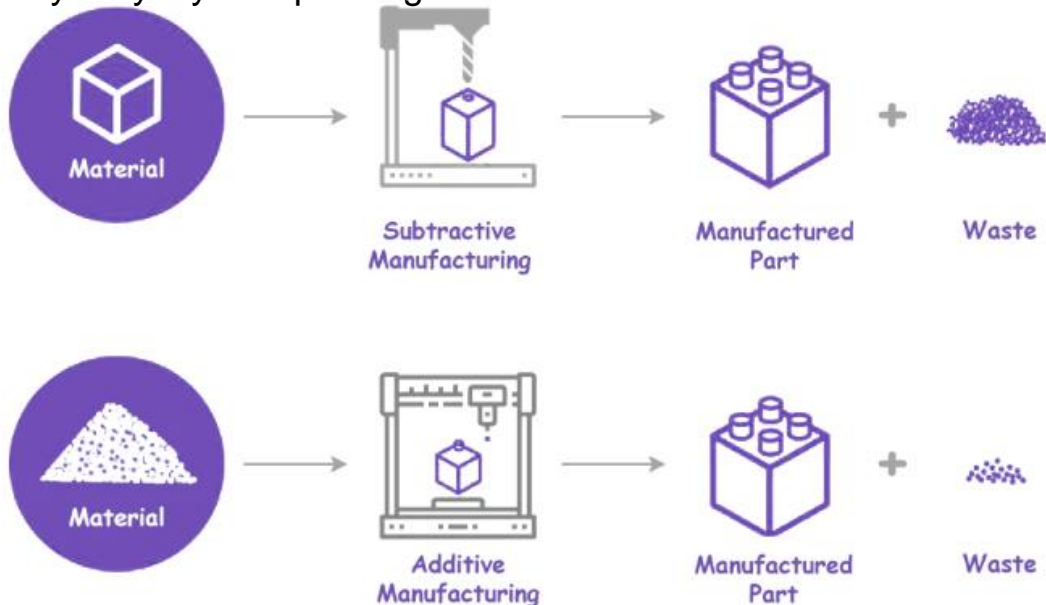 Material
Subtractive
Manufacturing
Manufactured
Part
Waste
Material
Additive
Manufacturing
Manufactured
Part
Waste